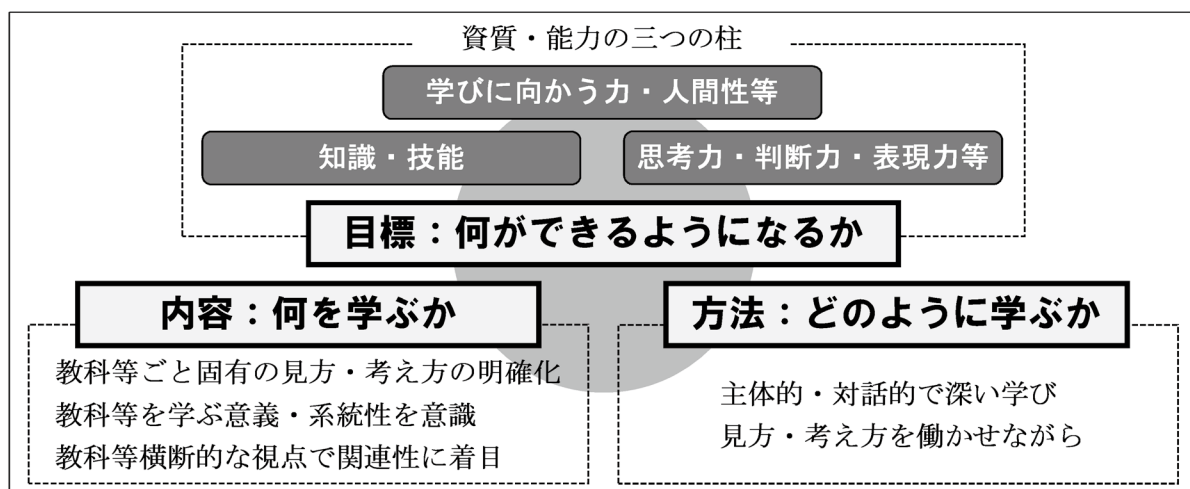 資質・能力の三つの柱
学びに向かう力・人間性等
知識・技能
思考力・判断力・表現力等
目標：何ができるようになるか
内容：何を学ぶか
教科等ごと固有の見方・考え方の明確化
教科等を学ぶ意義・系統性を意識
教科等横断的な視点で関連性に着目
方法：どのように学ぶか
主体的・対話的で深い学び
見方・考え方を働かせながら